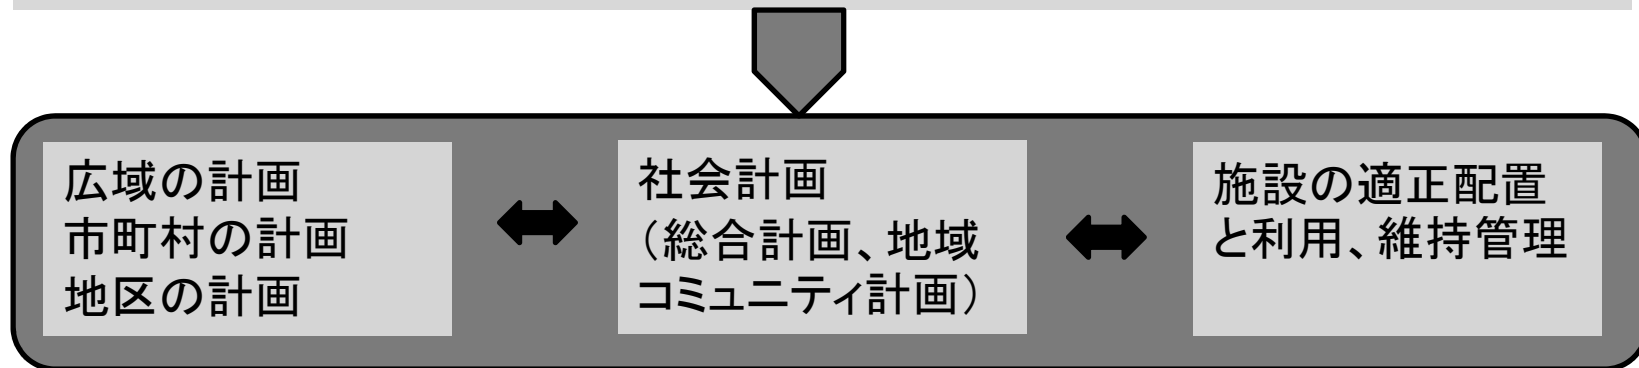 広域の計画
市町村の計画
地区の計画
社会計画
（総合計画、地域
コミュニティ計画）
施設の適正配置
と利用、維持管理